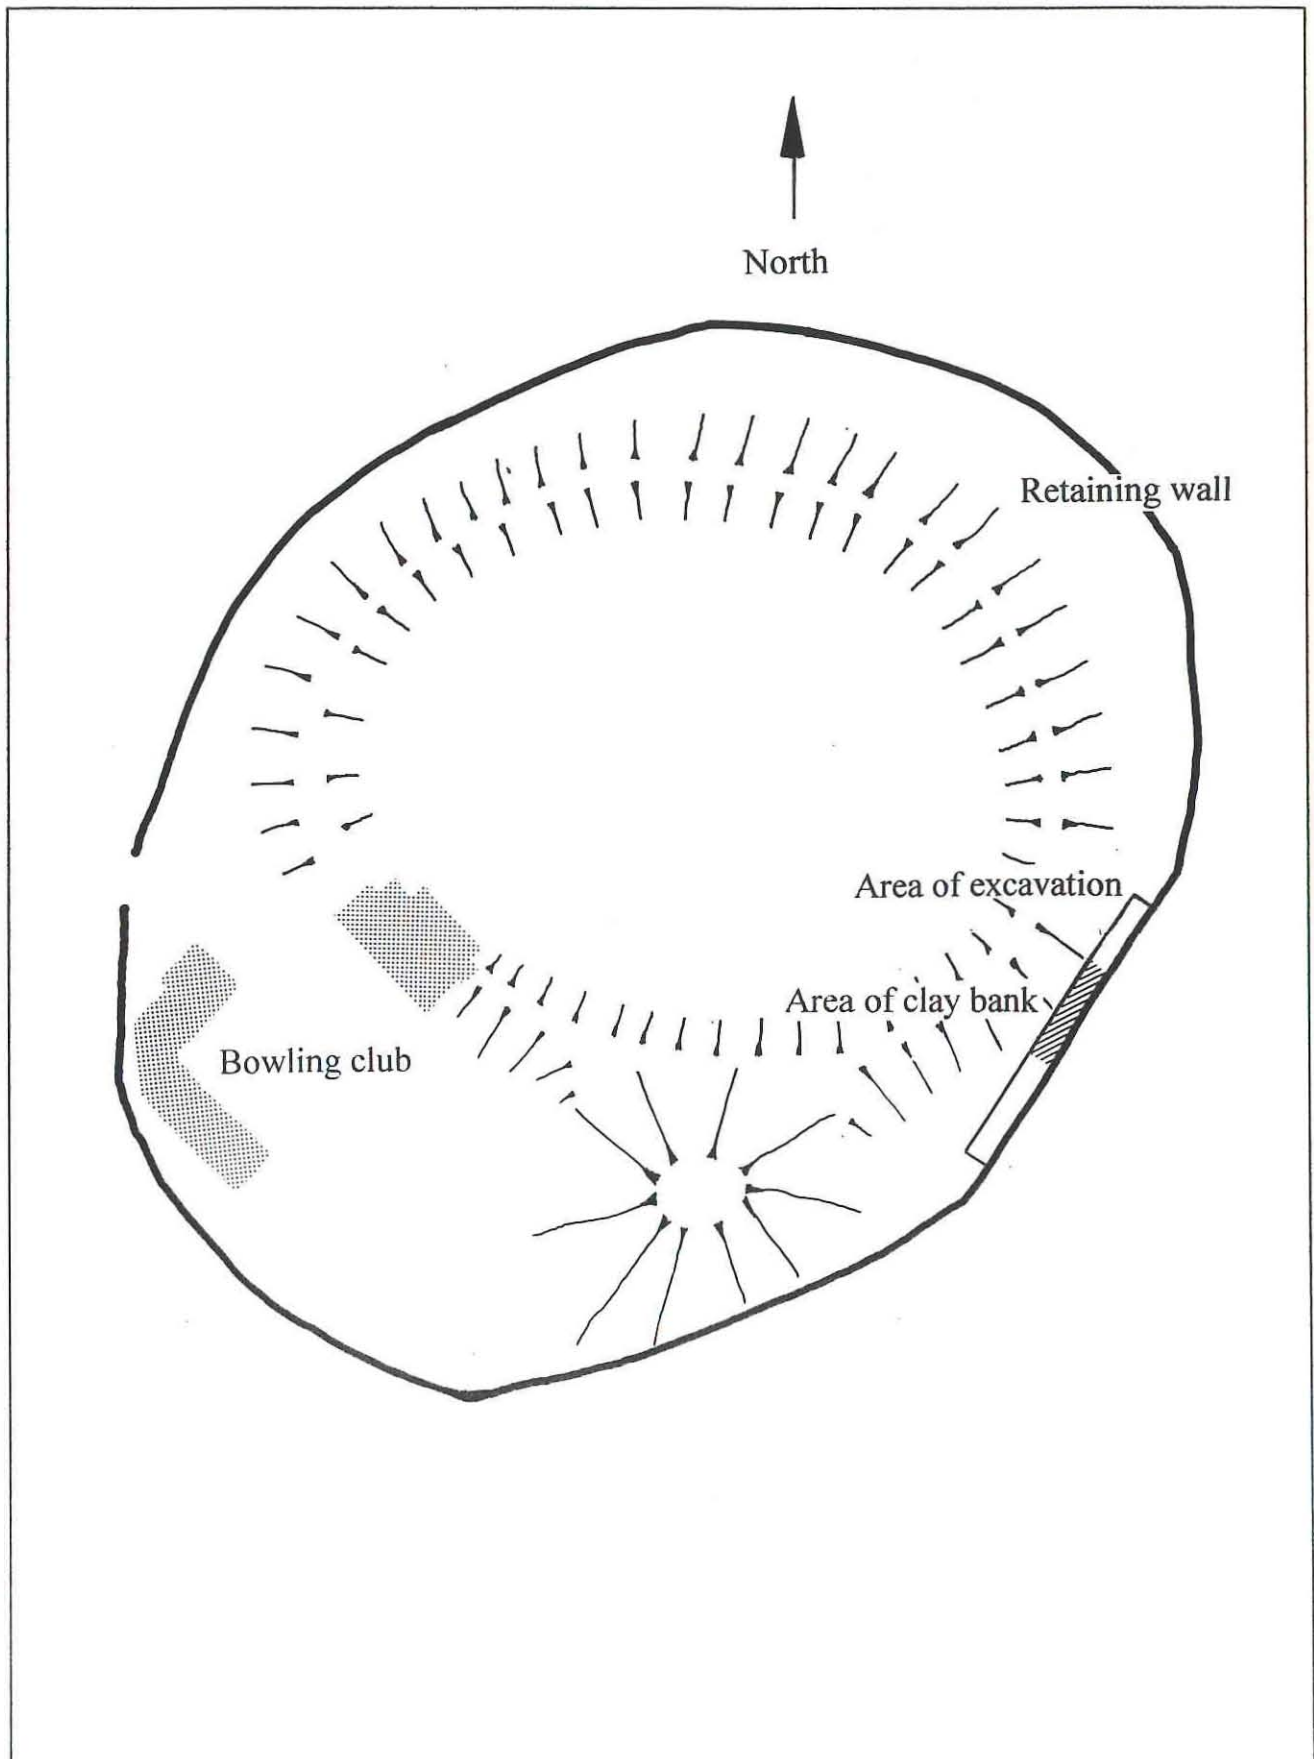 North
Retaining wall
Area of excavation
Area of clay bank
Bowling club